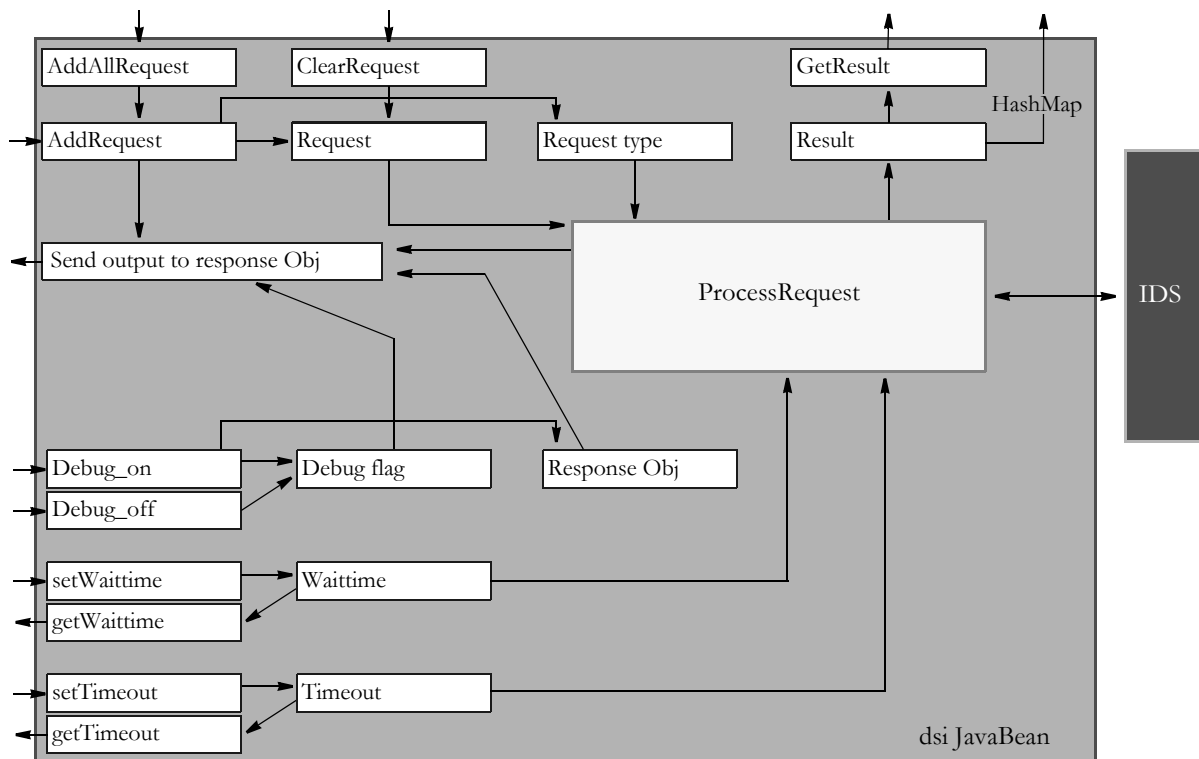 AddAllRequest
ClearRequest
GetResult
HashMap
AddRequest
Request
Request type
Result
Send output to response Obj
ProcessRequest
IDS
Debug_on
Debug flag
Response Obj
Debug_off
setWaittime
Waittime
getWaittime
setTimeout
Timeout
getTimeout
dsi JavaBean